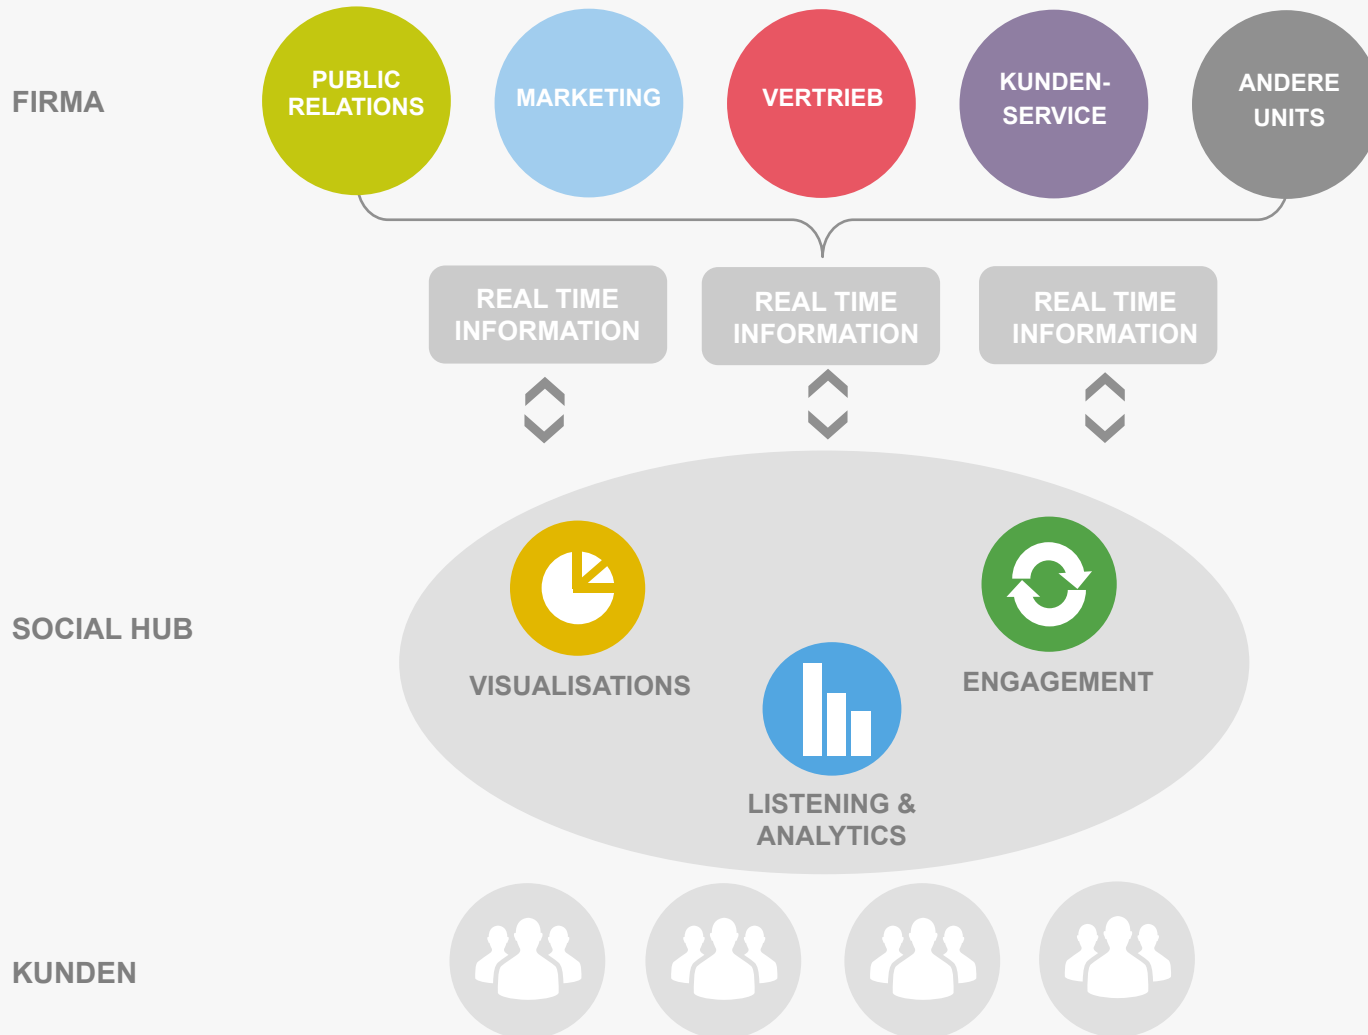 FIRMA
PUBLIC
RELATIONS
MARKETING
VERTRIEB
KUNDEN-
SERVICE
ANDERE
UNITS
REAL TIME
INFORMATION
REAL TIME
INFORMATION
REAL TIME
INFORMATION
SOCIAL HUB
VISUALISATIONS
ENGAGEMENT
LISTENING &
ANALYTICS
KUNDEN